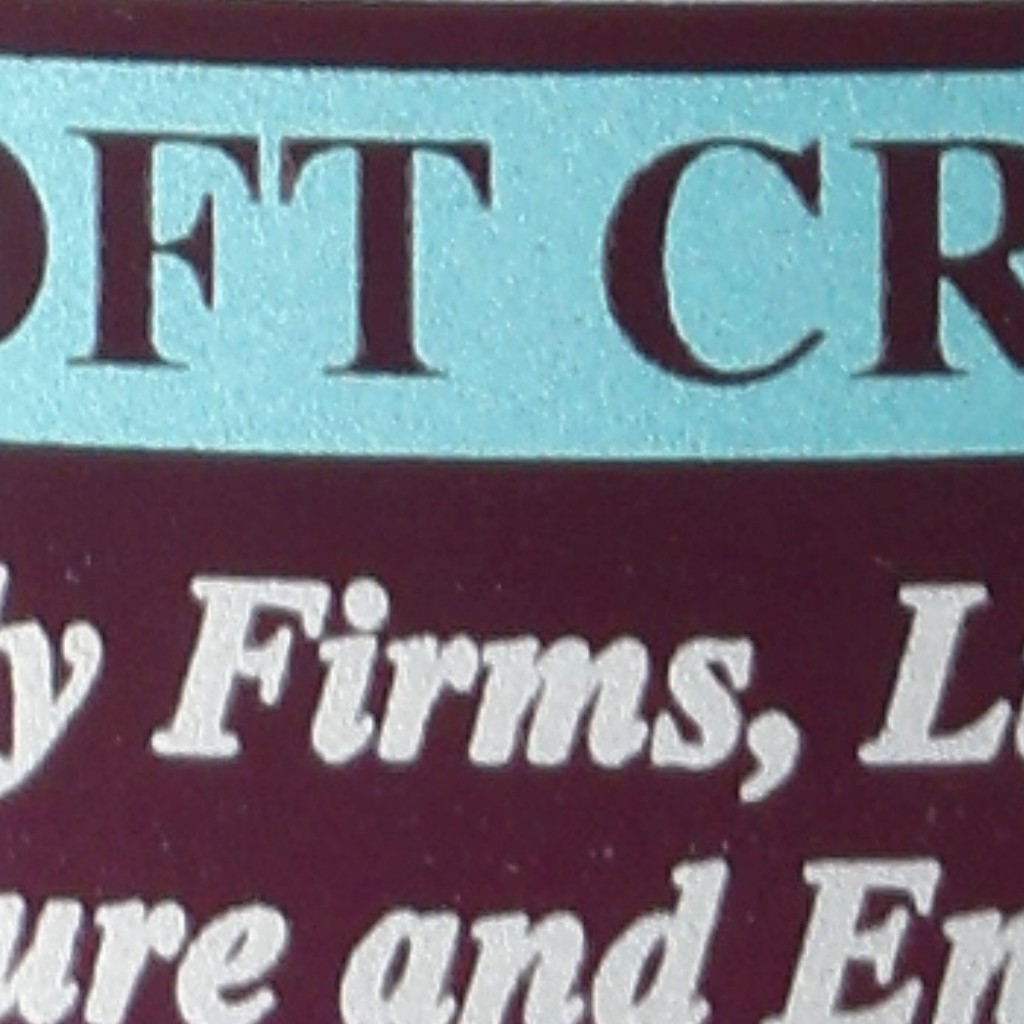 OFT CR
y Firms, L
ure and En